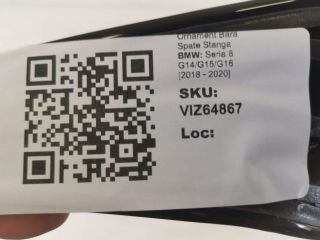 Ornament Bara
Spate Stanga
BMW: Seria 8
G14/G15/G16
[2018 - 2020]
SKU:
VIZ64867
Loc: